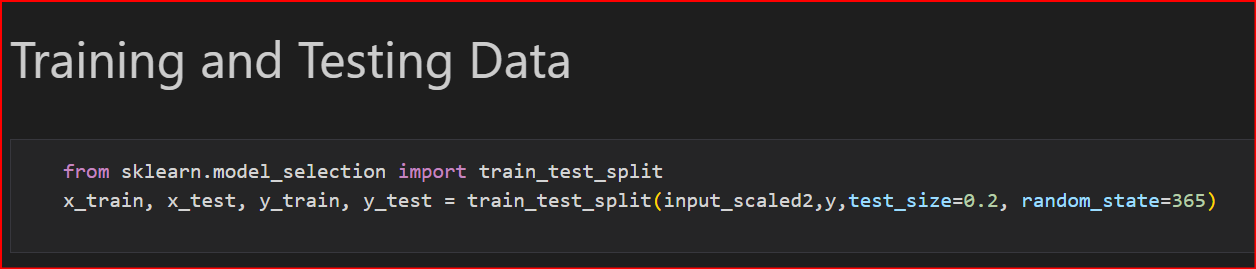 Training and Testing Data
from sklearn.model_selection import train_test_split
x_train, x_test, y_train, y_test = train_test_split(input_scaled2,y,test_size=0.2, random_state=365)